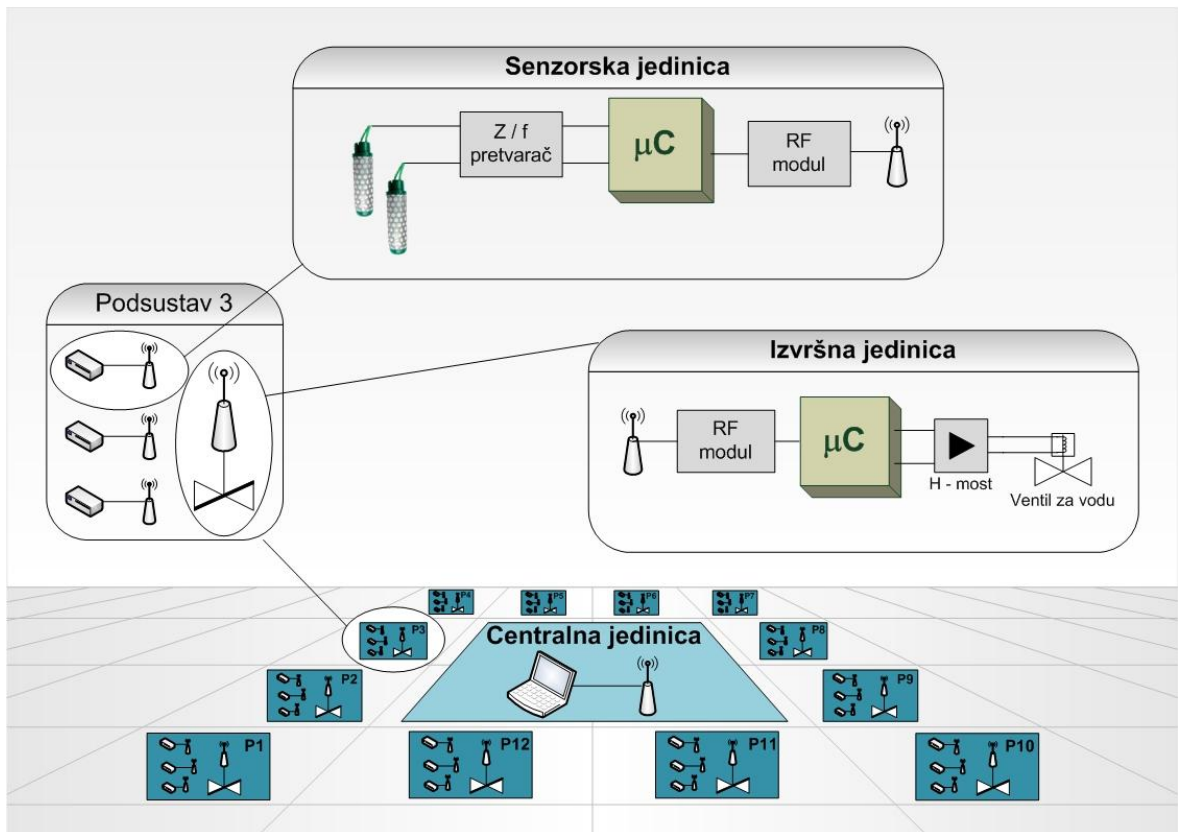 Senzorska jedinica
Z / f
pretvarač
μC
RF
modul
Podsustav 3
Izvršna jedinica
RF
modul
μC
H - most
Ventil za vodu
P4
P5
P6
P7
P3
Centralna jedinica
P8
P2
P9
P1
P12
P11
P10